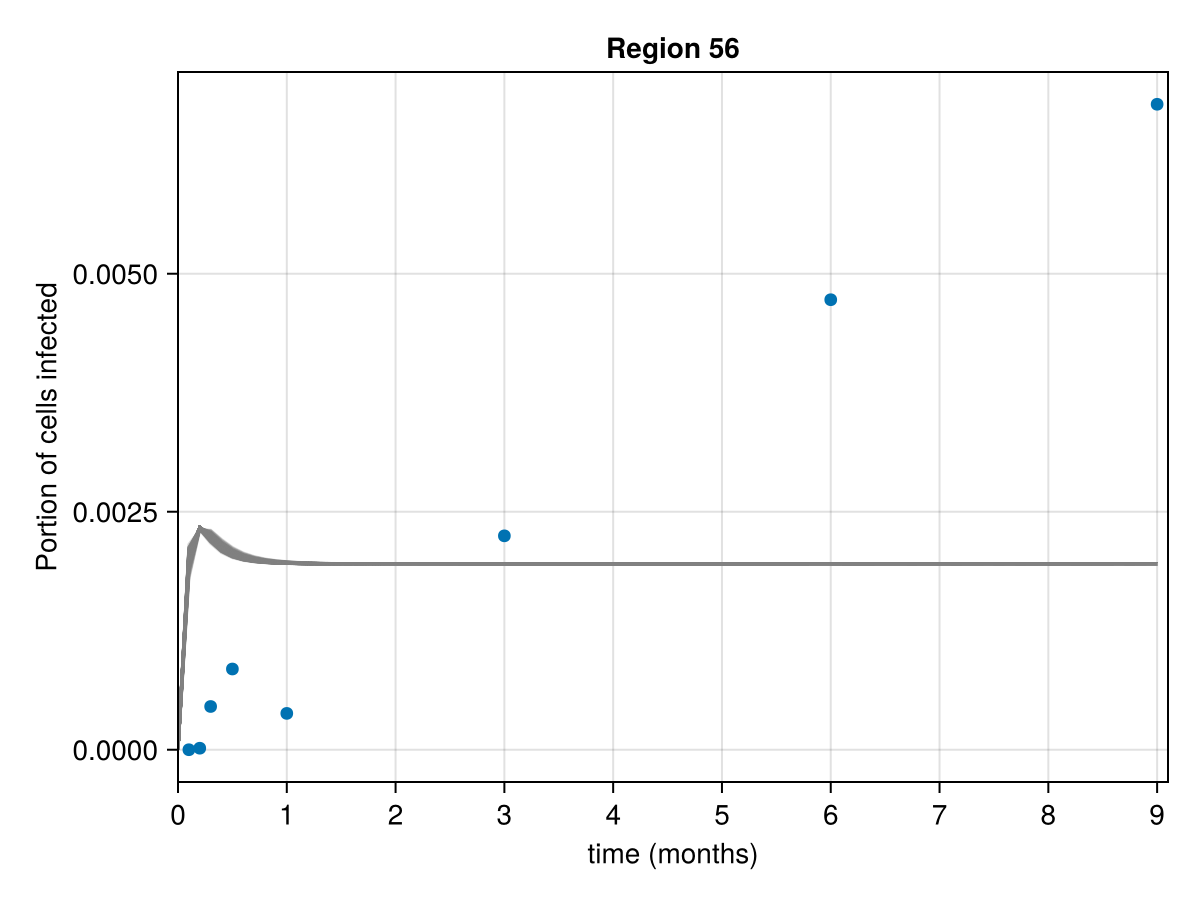 Region 56
Portion of cells infected
0.0050
0.0025
0.0000
0 1 2 3 4 5 6 7 8 9
time (months)